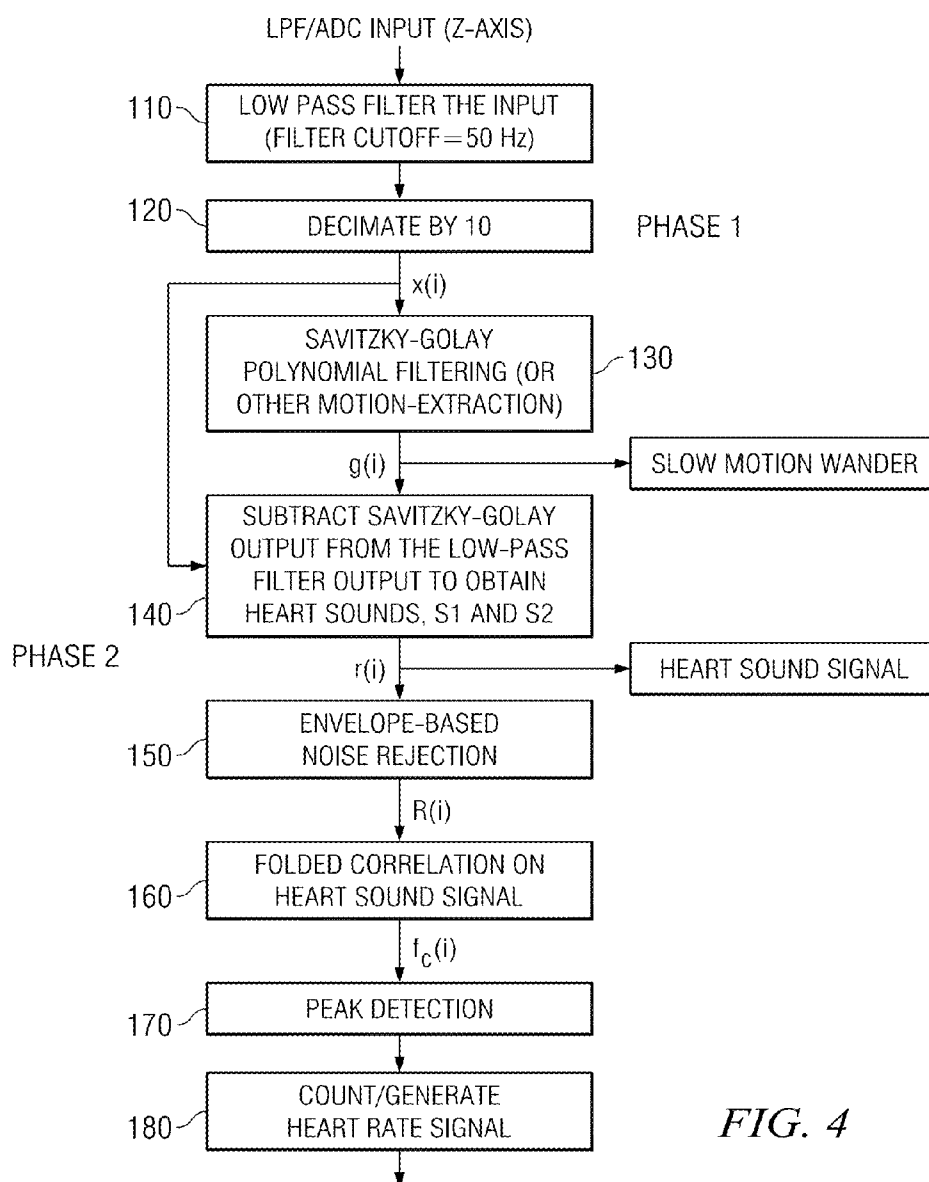 LPF/ADC INPUT (Z-AXIS)
110
LOW PASS FILTER THE INPUT
(FILTER CUTOFF=50 Hz)
120
DECIMATE BY 10
PHASE 1
x(i)
SAVITZKY-GOLAY
POLYNOMIAL FILTERING (OR
OTHER MOTION-EXTRACTION)
130
g(i)
SLOW MOTION WANDER
SUBTRACT SAVITZKY-GOLAY
OUTPUT FROM THE LOW-PASS
FILTER OUTPUT TO OBTAIN
HEART SOUNDS, S1 AND S2
140
PHASE 2
r(i)
HEART SOUND SIGNAL
150
ENVELOPE-BASED
NOISE REJECTION
R(i)
160
FOLDED CORRELATION ON
HEART SOUND SIGNAL
fc(i)
170
PEAK DETECTION
180
COUNT/GENERATE
HEART RATE SIGNAL
FIG. 4